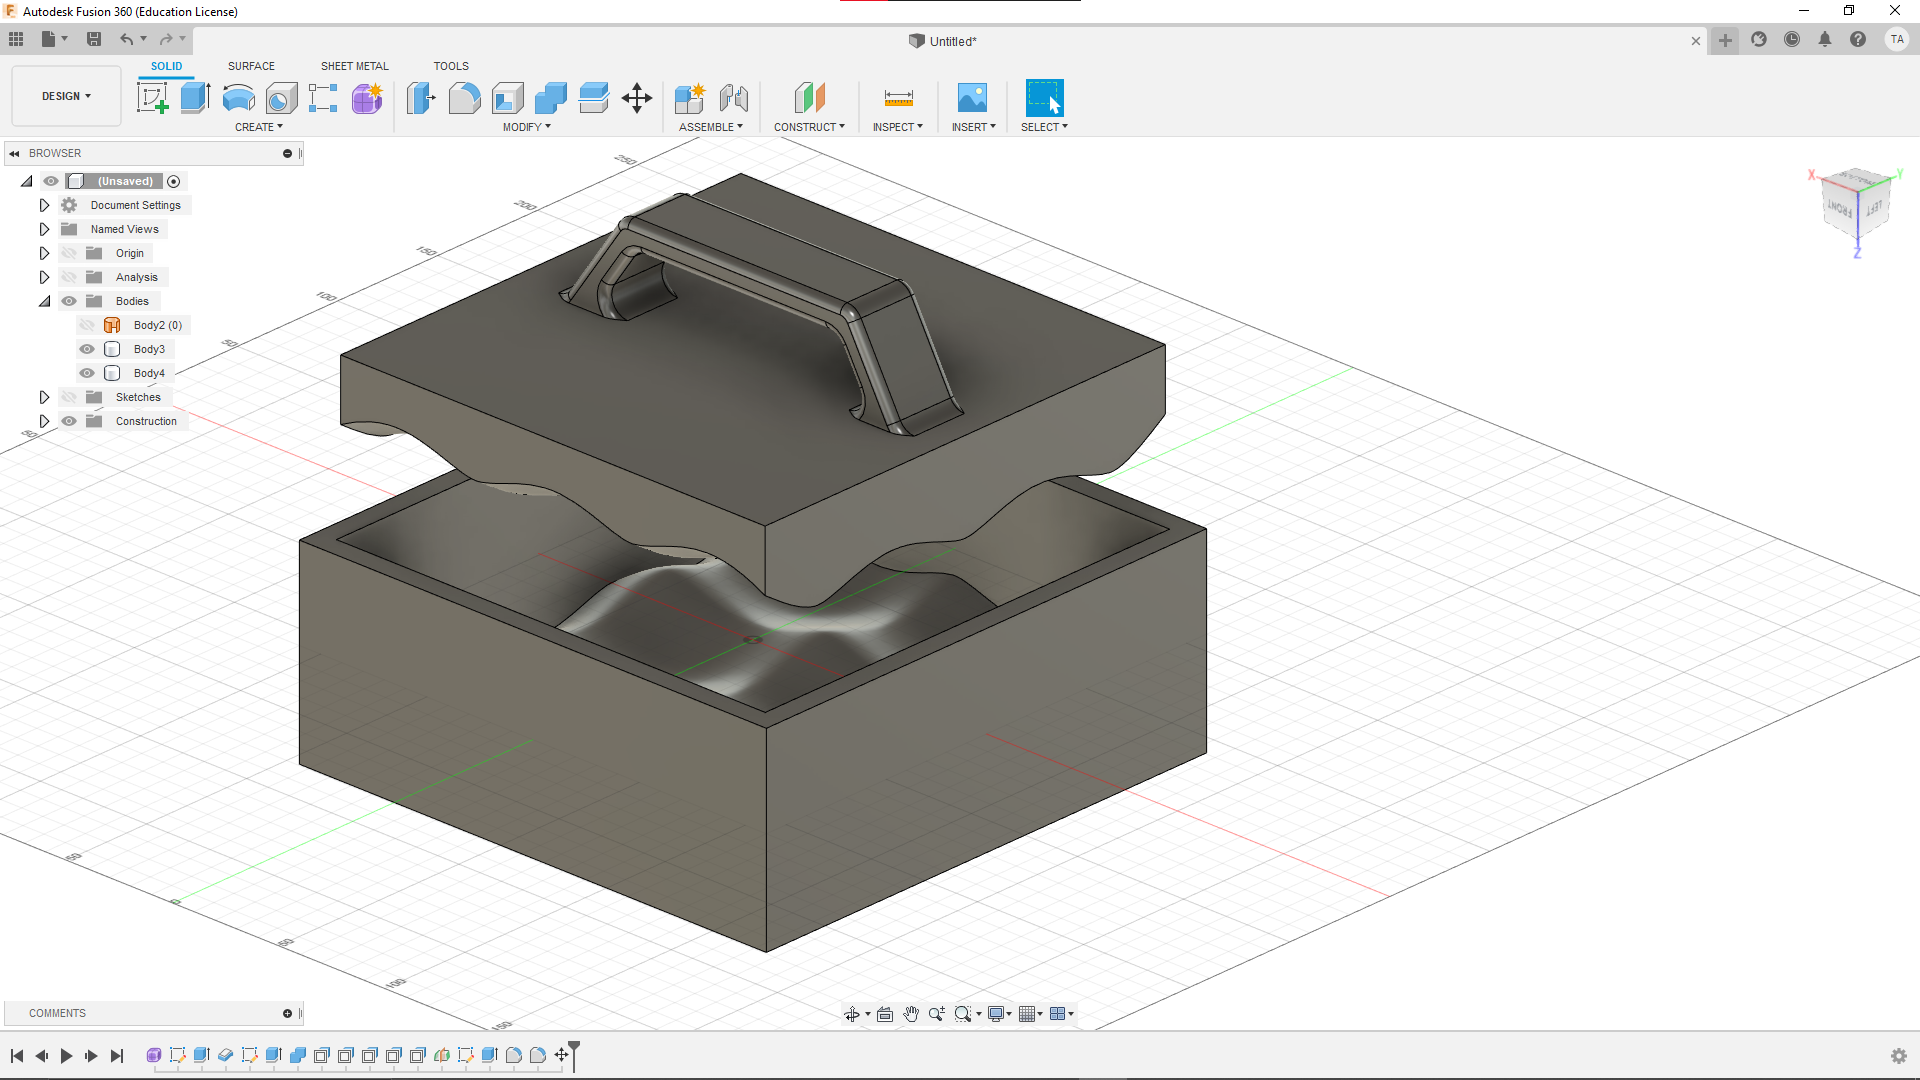 Autodesk Fusion 360 (Education License)
Untitled*
TA
SOLID SURFACE SHEET METAL TOOLS
DESIGN
CREATE MODIFY ASSEMBLE CONSTRUCT INSPECT INSERT SELECT
BROWSER
(Unsaved)
Document Settings
Named Views
Origin
Analysis
Bodies
Body2 (0)
Body3
Body4
Sketches
Construction
250
200
150
100
50
50
50
0
50
100
150
X
Y
FRONT
LEFT
Z
COMMENTS